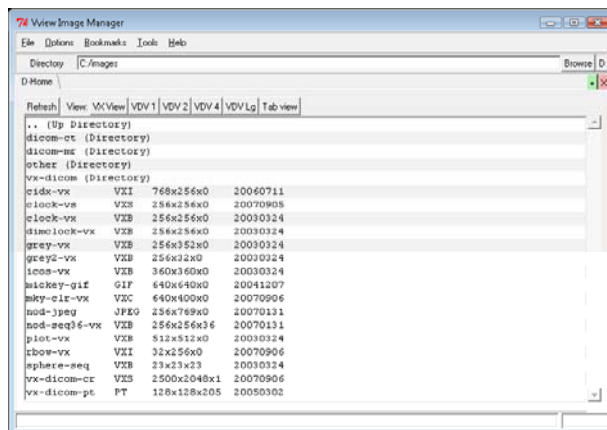 Vview Image Manager
File Options Bookmarks Tools Help
Directory C:/images Browse D
D-Home + X
Refresh View: VXView VDV 1 VDV 2 VDV 4 VDV Lg Tab view
.. (Up Directory)
dicom-ct (Directory)
dicom-mr (Directory)
other (Directory)
vx-dicom (Directory)
cidx-vx VXI 768x256x0 20060711
clock-vs VXS 256x256x0 20070905
clock-vx VXB 256x256x0 20030324
dimclock-vx VXB 256x256x0 20030324
grey-vx VXB 256x352x0 20030324
grey2-vx VXB 256x32x0 20030324
icos-vx VXB 360x360x0 20030324
mickey-gif GIF 640x640x0 20041207
mky-clr-vx VXC 640x400x0 20070906
nod-jpeg JPEG 256x769x0 20070131
nod-seq36-vx VXB 256x256x36 20070131
plot-vx VXB 512x512x0 20030324
rbow-vx VXI 32x256x0 20070906
sphere-seq VXB 23x23x23 20030324
vx-dicom-cr VXS 2500x2048x1 20070906
vx-dicom-pt PT 128x128x205 20050302